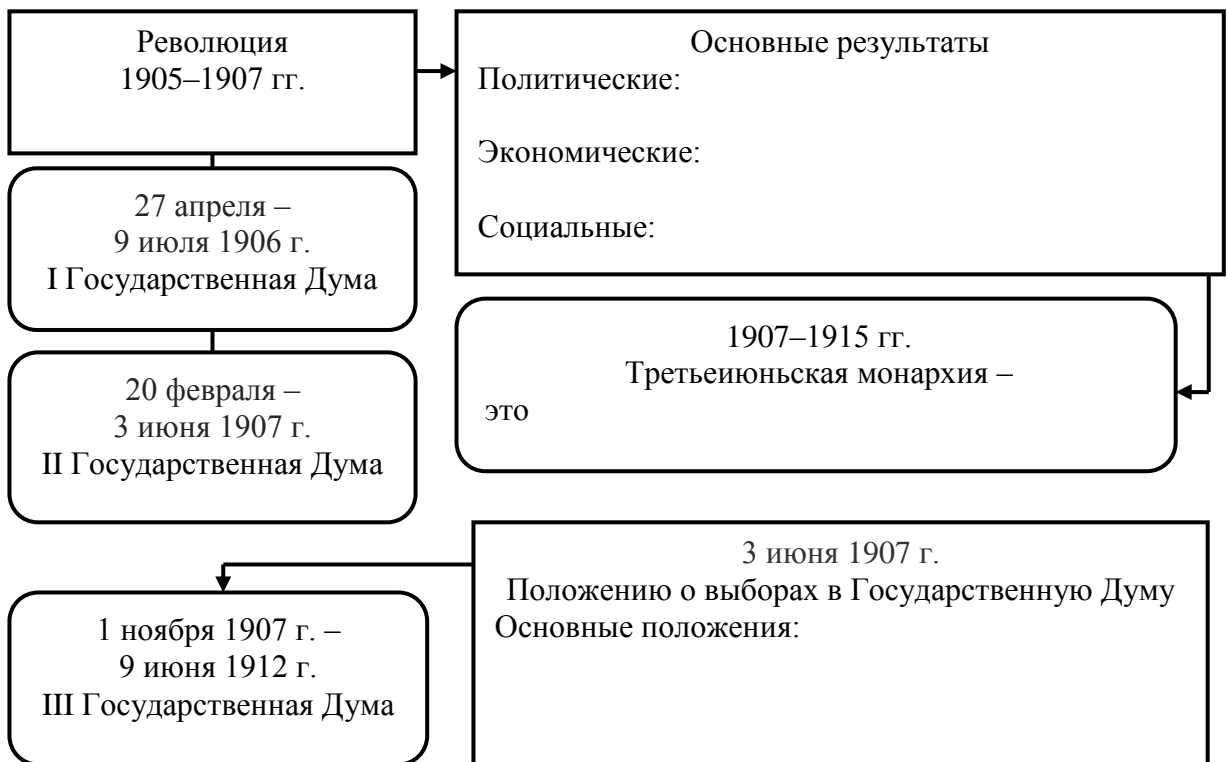 Революция
1905–1907 гг.
Основные результаты
Политические:
Экономические:
Социальные:
27 апреля –
9 июля 1906 г.
I Государственная Дума
1907–1915 гг.
Третьеиюньская монархия –
это
20 февраля –
3 июня 1907 г.
II Государственная Дума
3 июня 1907 г.
Положению о выборах в Государственную Думу
Основные положения:
1 ноября 1907 г. –
9 июня 1912 г.
III Государственная Дума